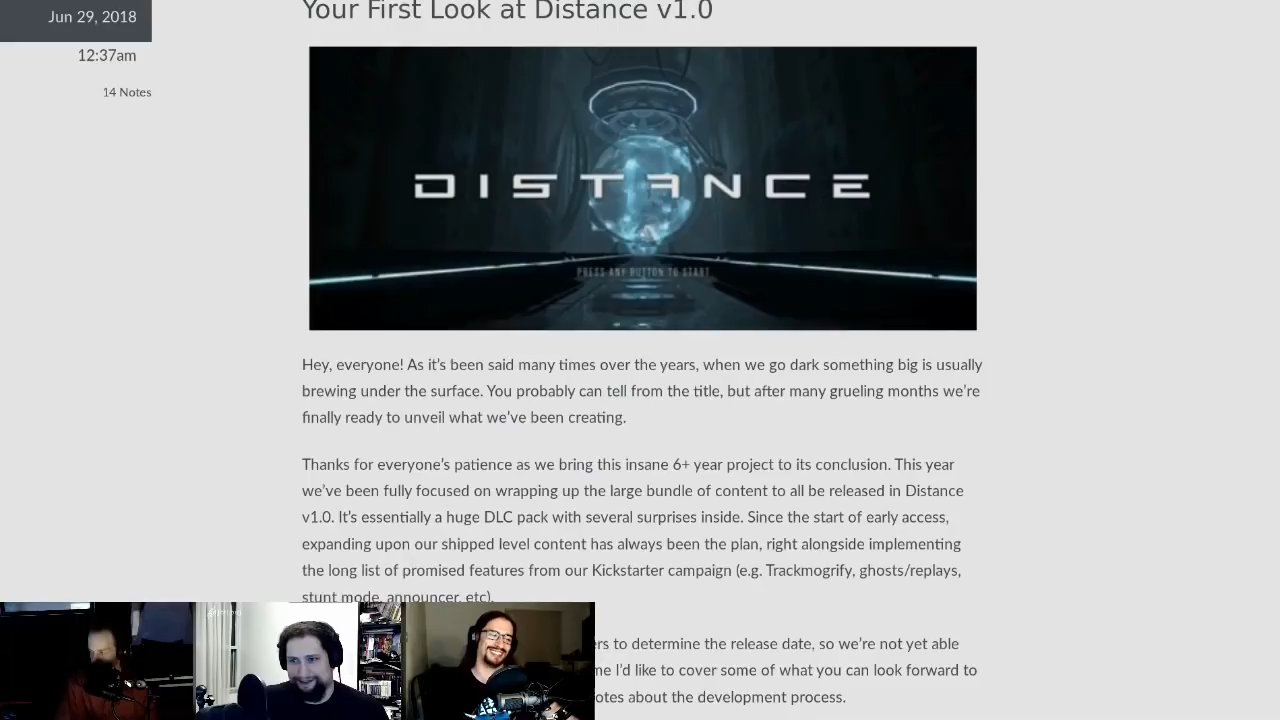 Jun 29, 2018
12:37am
14 Notes
Your First Look at Distance v1.0
DISTANCE
PRESS ANY BUTTON TO START
Hey, everyone! As it's been said many times over the years, when we go dark something big is usually
brewing under the surface. You probably can tell from the title, but after many grueling months we're
finally ready to unveil what we've been creating.
Thanks for everyone's patience as we bring this insane 6+ year project to its conclusion. This year
we've been fully focused on wrapping up the large bundle of content to all be released in Distance
v1.0. It's essentially a huge DLC pack with several surprises inside. Since the start of early access,
expanding upon our shipped level content has always been the plan, right alongside implementing
the long list of promised features from our Kickstarter campaign (e.g. Trackmogrify, ghosts/replays,
stunt mode, announcer, etc).
to determine the release date, so we're not yet able
I'd like to cover some of what you can look forward to
about the development process.